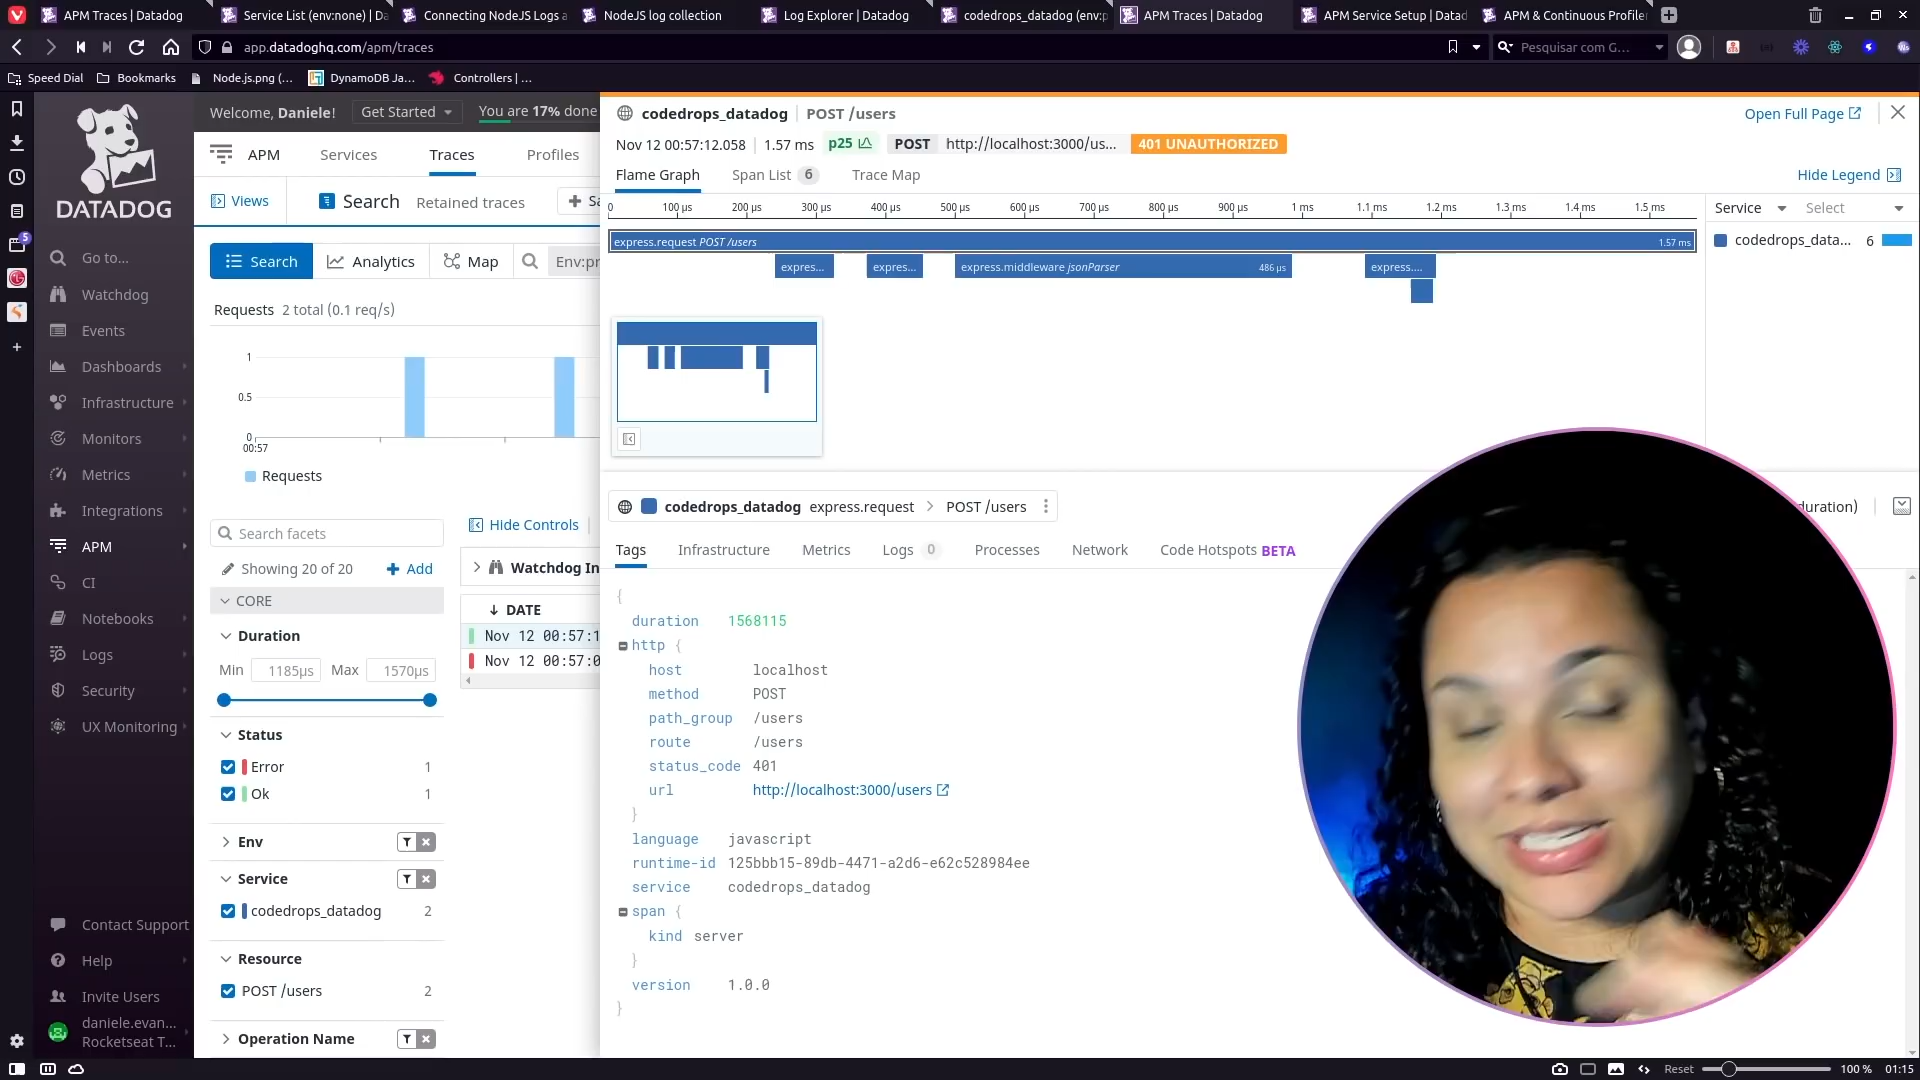 APM Traces | Datadog
Service List (env:none) | Da
Connecting NodeJS Logs a
NodeJS log collection
Log Explorer | Datadog
codedrops_datadog (env:p
APM Traces | Datadog
APM Service Setup | Datad
APM & Continuous Profile
app.datadoghq.com/apm/traces
Pesquisar com G...
Speed Dial
Bookmarks
Node.js.png (...
DynamoDB Ja...
Controllers | ...
5
DATADOG
Go to...
Watchdog
Events
Dashboards
Infrastructure
Monitors
Metrics
Integrations
APM
CI
Notebooks
Logs
Security
UX Monitoring
Contact Support
Help
Invite Users
daniele.evan...
Rocketseat T...
Welcome, Daniele!
Get Started
You are 17% done
APM
Services
Traces
Profiles
Views
Search
Retained traces
Sa
Search
Analytics
Map
Env:pr
Requests 2 total (0.1 req/s)
1
0.5
0
00:57
Requests
Search facets
Showing 20 of 20
Add
CORE
Duration
Min 1185µs Max 1570µs
Status
Error 1
Ok 1
Env
Service
codedrops_datadog 2
Resource
POST /users 2
Operation Name
Hide Controls
Watchdog In
DATE
Nov 12 00:57:1
Nov 12 00:57:0
codedrops_datadog POST /users
Open Full Page
Nov 12 00:57:12.058 1.57 ms p25 POST http://localhost:3000/us... 401 UNAUTHORIZED
Flame Graph
Span List 6
Trace Map
Hide Legend
0 100 µs 200 µs 300 µs 400 µs 500 µs 600 µs 700 µs 800 µs 900 µs 1 ms 1.1 ms 1.2 ms 1.3 ms 1.4 ms 1.5 ms
Service
Select
codedrops_data... 6
express.request POST /users 1.57 ms
expres...
expres...
express.middleware jsonParser 486 µs
express....
codedrops_datadog express.request > POST /users
duration)
Tags
Infrastructure
Metrics
Logs 0
Processes
Network
Code Hotspots BETA
{
duration 1568115
http {
host localhost
method POST
path_group /users
route /users
status_code 401
url http://localhost:3000/users
}
language javascript
runtime-id 125bbb15-89db-4471-a2d6-e62c528984ee
service codedrops_datadog
span {
kind server
}
version 1.0.0
}
Reset
100 %
01:15